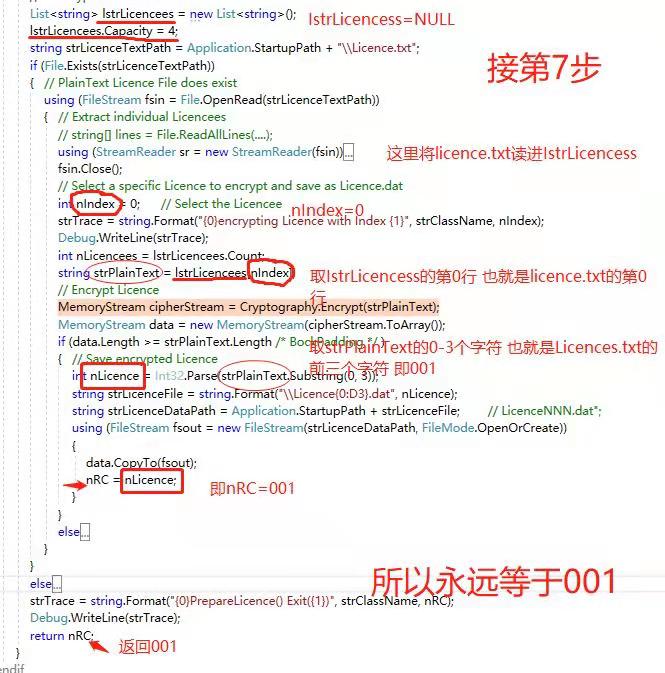 List<string> lstrLicencees = new List<string>();
lstrLicencess=NULL
lstrLicencees.Capacity = 4;
string strLicenceTextPath = Application.StartupPath + "\\Licence.txt";
接第7步
if (File.Exists(strLicenceTextPath))
{ // PlainText Licence File does exist
using (FileStream fsin = File.OpenRead(strLicenceTextPath))
{ // Extract individual Licencees
// string[] lines = File.ReadAllLines(....);
using (StreamReader sr = new StreamReader(fsin))...
这里将licence.txt读进lstrLicencess
fsin.Close();
// Select a specific Licence to encrypt and save as Licence.dat
int nIndex = 0; // Select the Licencee
nIndex=0
strTrace = string.Format("{0}encrypting Licence with Index {1}", strClassName, nIndex);
Debug.WriteLine(strTrace);
int nLicencees = lstrLicencees.Count;
string strPlainText = lstrLicencees[nIndex]
取lstrLicencess的第0行 也就是licence.txt的第0
行
// Encrypt Licence
MemoryStream cipherStream = Cryptography.Encrypt(strPlainText);
MemoryStream data = new MemoryStream(cipherStream.ToArray());
if (data.Length >= strPlainText.Length /* BockPadding */)
取strPlainText的0-3个字符 也就是Licences.txt的
前三个字符 即001
{ // Save encrypted Licence
int nLicence = Int32.Parse(strPlainText.Substring(0, 3));
string strLicenceFile = string.Format("\\Licence{0:D3}.dat", nLicence);
string strLicenceDataPath = Application.StartupPath + strLicenceFile; // LicenceNNN.dat";
using (FileStream fsout = new FileStream(strLicenceDataPath, FileMode.OpenOrCreate))
{
data.CopyTo(fsout);
nRC = nLicence;
即nRC=001
}
}
else...
}
}
else...
所以永远等于001
strTrace = string.Format("{0}PrepareLicence() Exit({1})", strClassName, nRC);
Debug.WriteLine(strTrace);
return nRC;
返回001
}
endif